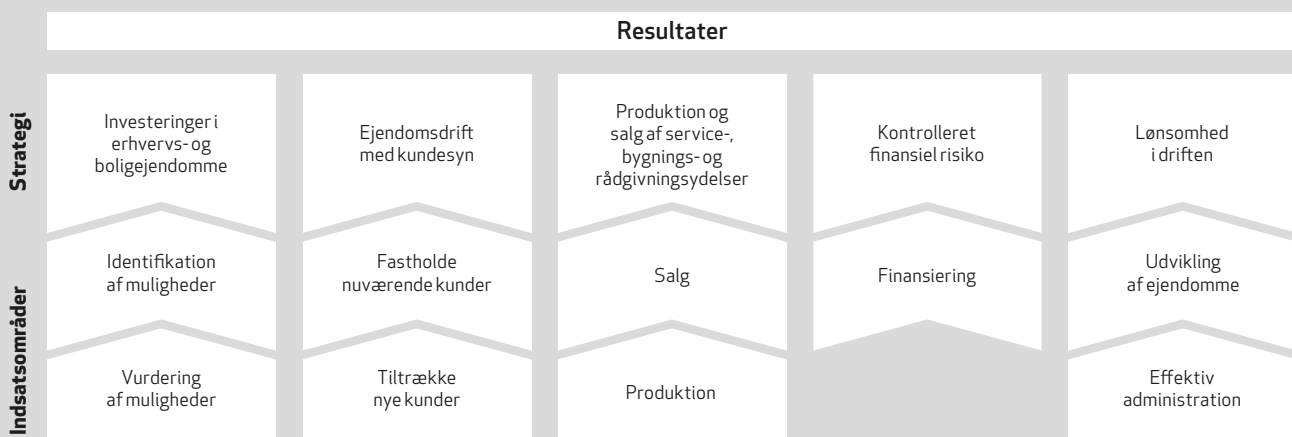 Resultater
Strategi
Investeringer i
erhvervs- og
boligejendomme
Ejendomsdrift
med kundesyn
Produktion og
salg af service-,
bygnings- og
rådgivningsydelser
Kontrolleret
finansiel risiko
Lønsomhed
i driften
Indsatsområder
Identifikation
af muligheder
Fastholde
nuværende kunder
Salg
Finansiering
Udvikling
af ejendomme
Vurdering
af muligheder
Tiltrække
nye kunder
Produktion
Effektiv
administration